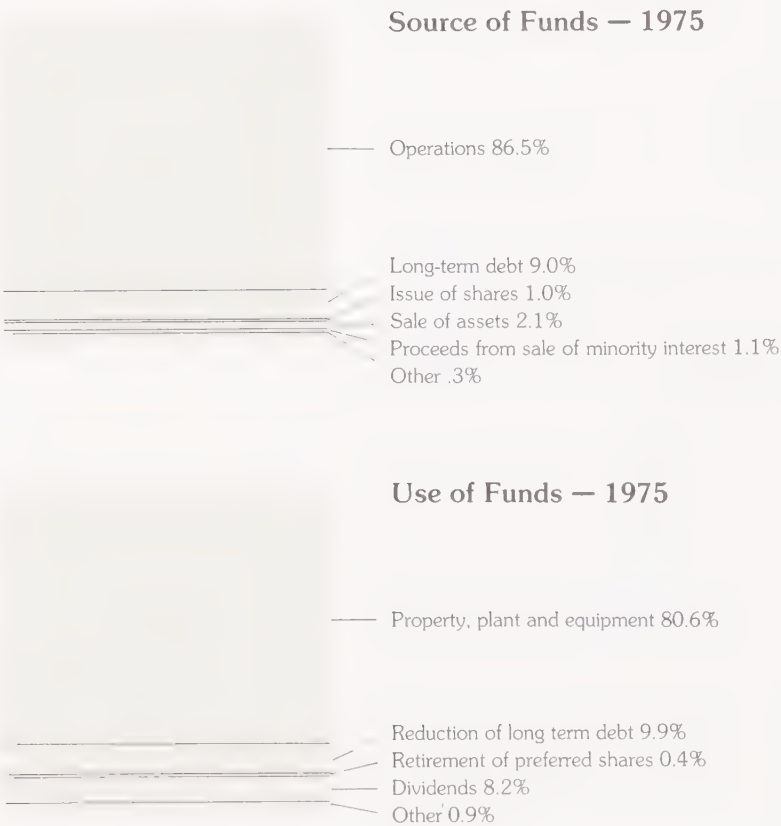 Source of Funds — 1975
Operations 86.5%
Long-term debt 9.0%
Issue of shares 1.0%
Sale of assets 2.1%
Proceeds from sale of minority interest 1.1%
Other .3%
Use of Funds — 1975
Property, plant and equipment 80.6%
Reduction of long term debt 9.9%
Retirement of preferred shares 0.4%
Dividends 8.2%
Other 0.9%